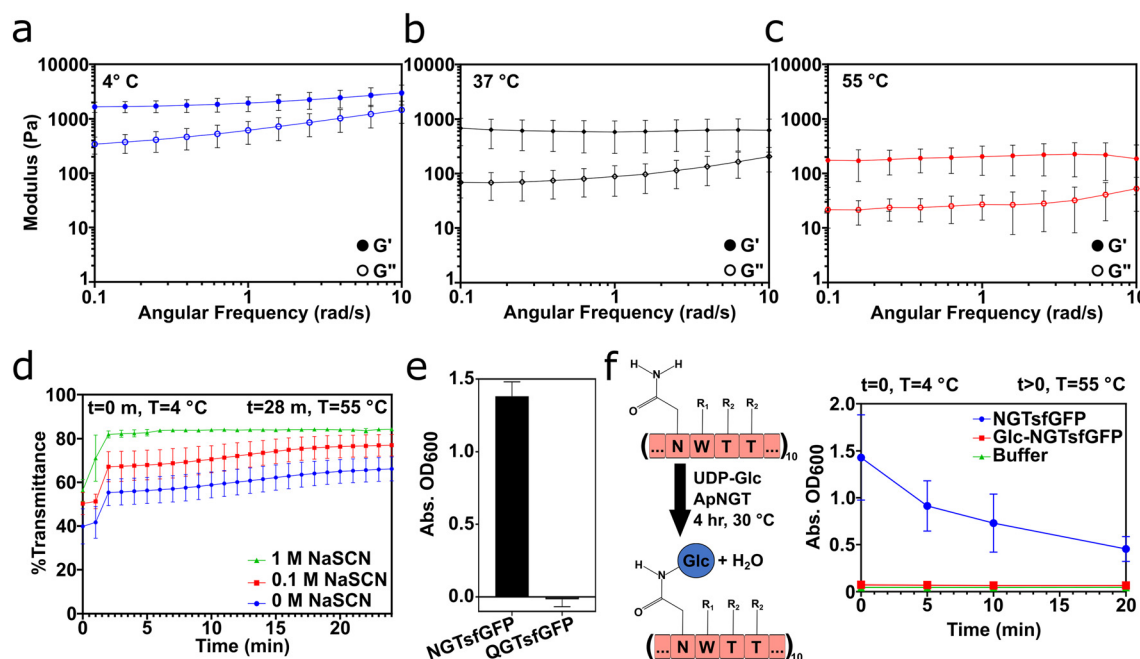 a
b
c
10000
1000
100
10
1
4° C
Modulus (Pa)
G'
G"
0.1
1
10
Angular Frequency (rad/s)
10000
1000
100
10
1
37 °C
G'
G"
0.1
1
10
Angular Frequency (rad/s)
10000
1000
100
10
1
55 °C
G'
G"
0.1
1
10
Angular Frequency (rad/s)
d
t=0 m, T=4 °C
t=28 m, T=55 °C
100
80
60
40
20
0
%Transmittance
1 M NaSCN
0.1 M NaSCN
0 M NaSCN
0
5
10
15
20
Time (min)
e
1.5
1.0
0.5
0.0
Abs. OD600
NGTsfGFP
QGTsfGFP
f
H
H
N
O
R1
R2
R2
(... N W T T ...)10
UDP-Glc
ApNGT
4 hr, 30 °C
Glc + H2O
H
N
O
R1
R2
R2
(... N W T T ...)10
t=0, T=4 °C
t>0, T=55 °C
2.0
1.5
1.0
0.5
0
Abs. OD600
NGTsfGFP
Glc-NGTsfGFP
Buffer
0
5
10
15
20
Time (min)